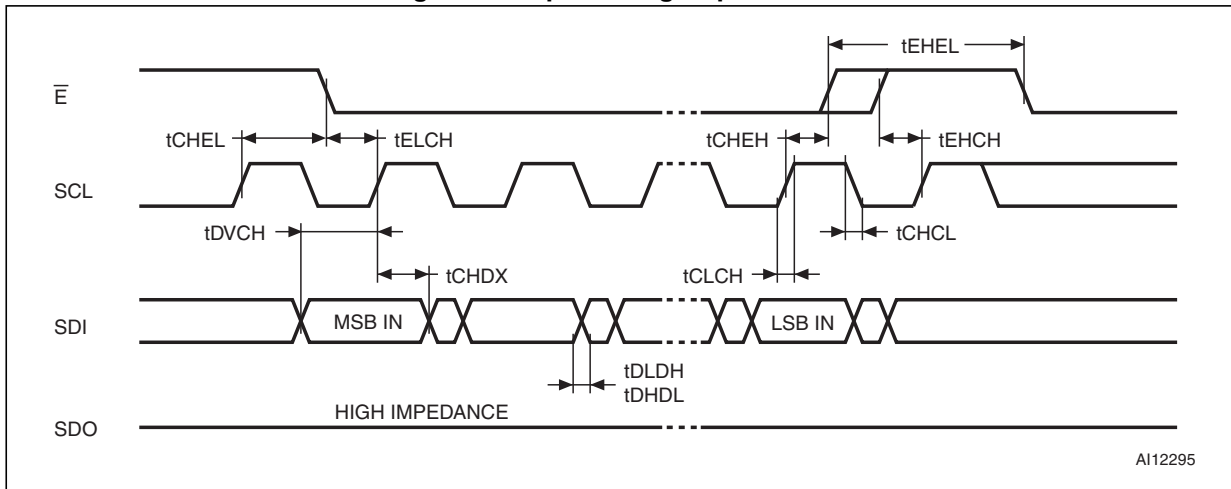 tEHEL
E
tCHEL
tELCH
tCHEH
tEHCH
SCL
tDVCH
tCHCL
tCHDX
tCLCH
SDI
MSB IN
LSB IN
tDLDH
tDHDL
HIGH IMPEDANCE
SDO
AI12295